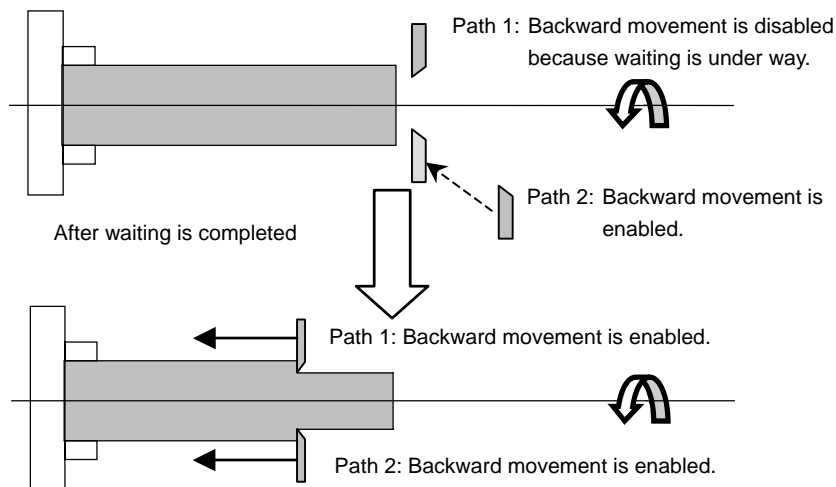 Path 1: Backward movement is disabled
because waiting is under way.
Path 2: Backward movement is
enabled.
After waiting is completed
Path 1: Backward movement is enabled.
Path 2: Backward movement is enabled.